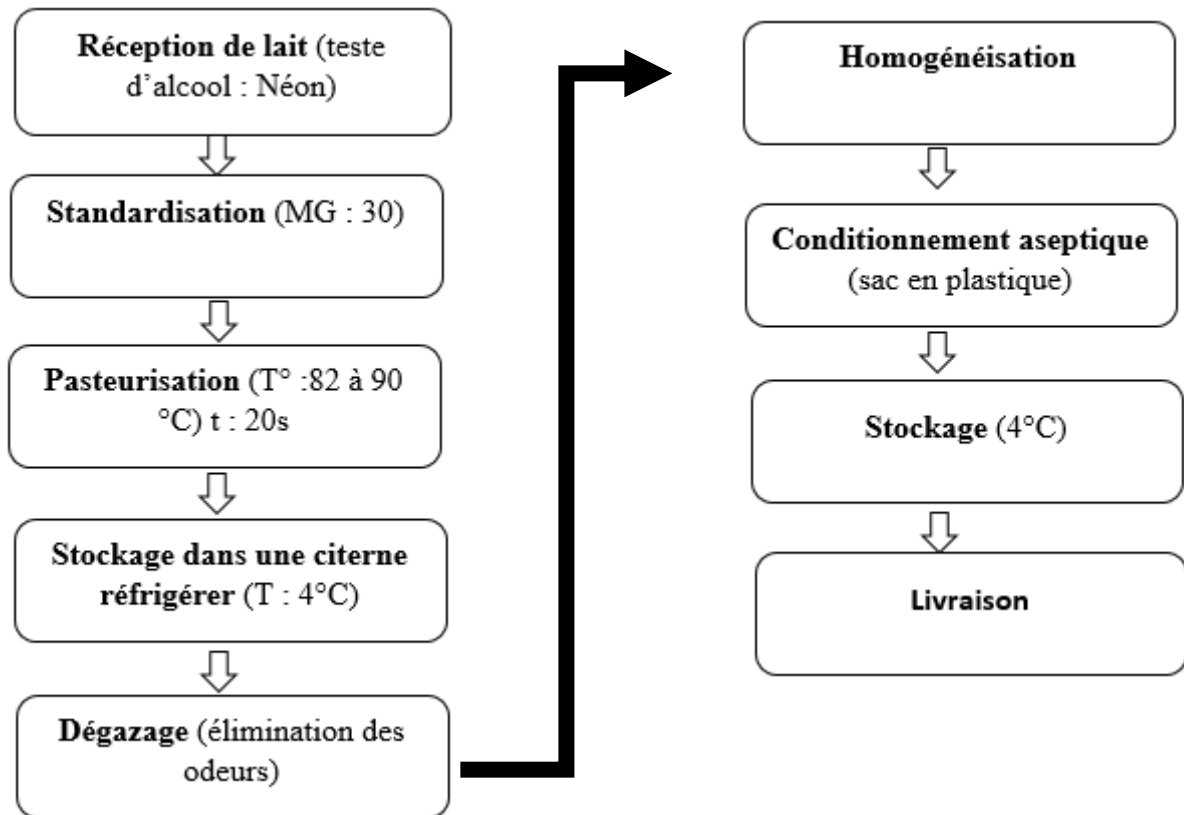 Réception de lait (teste
d’alcool : Néon)
Standardisation (MG : 30)
Pasteurisation (T° :82 à 90
°C) t : 20s
Stockage dans une citerne
réfrigérer (T : 4°C)
Dégazage (élimination des
odeurs)
Homogénéisation
Conditionnement aseptique
(sac en plastique)
Stockage (4°C)
Livraison